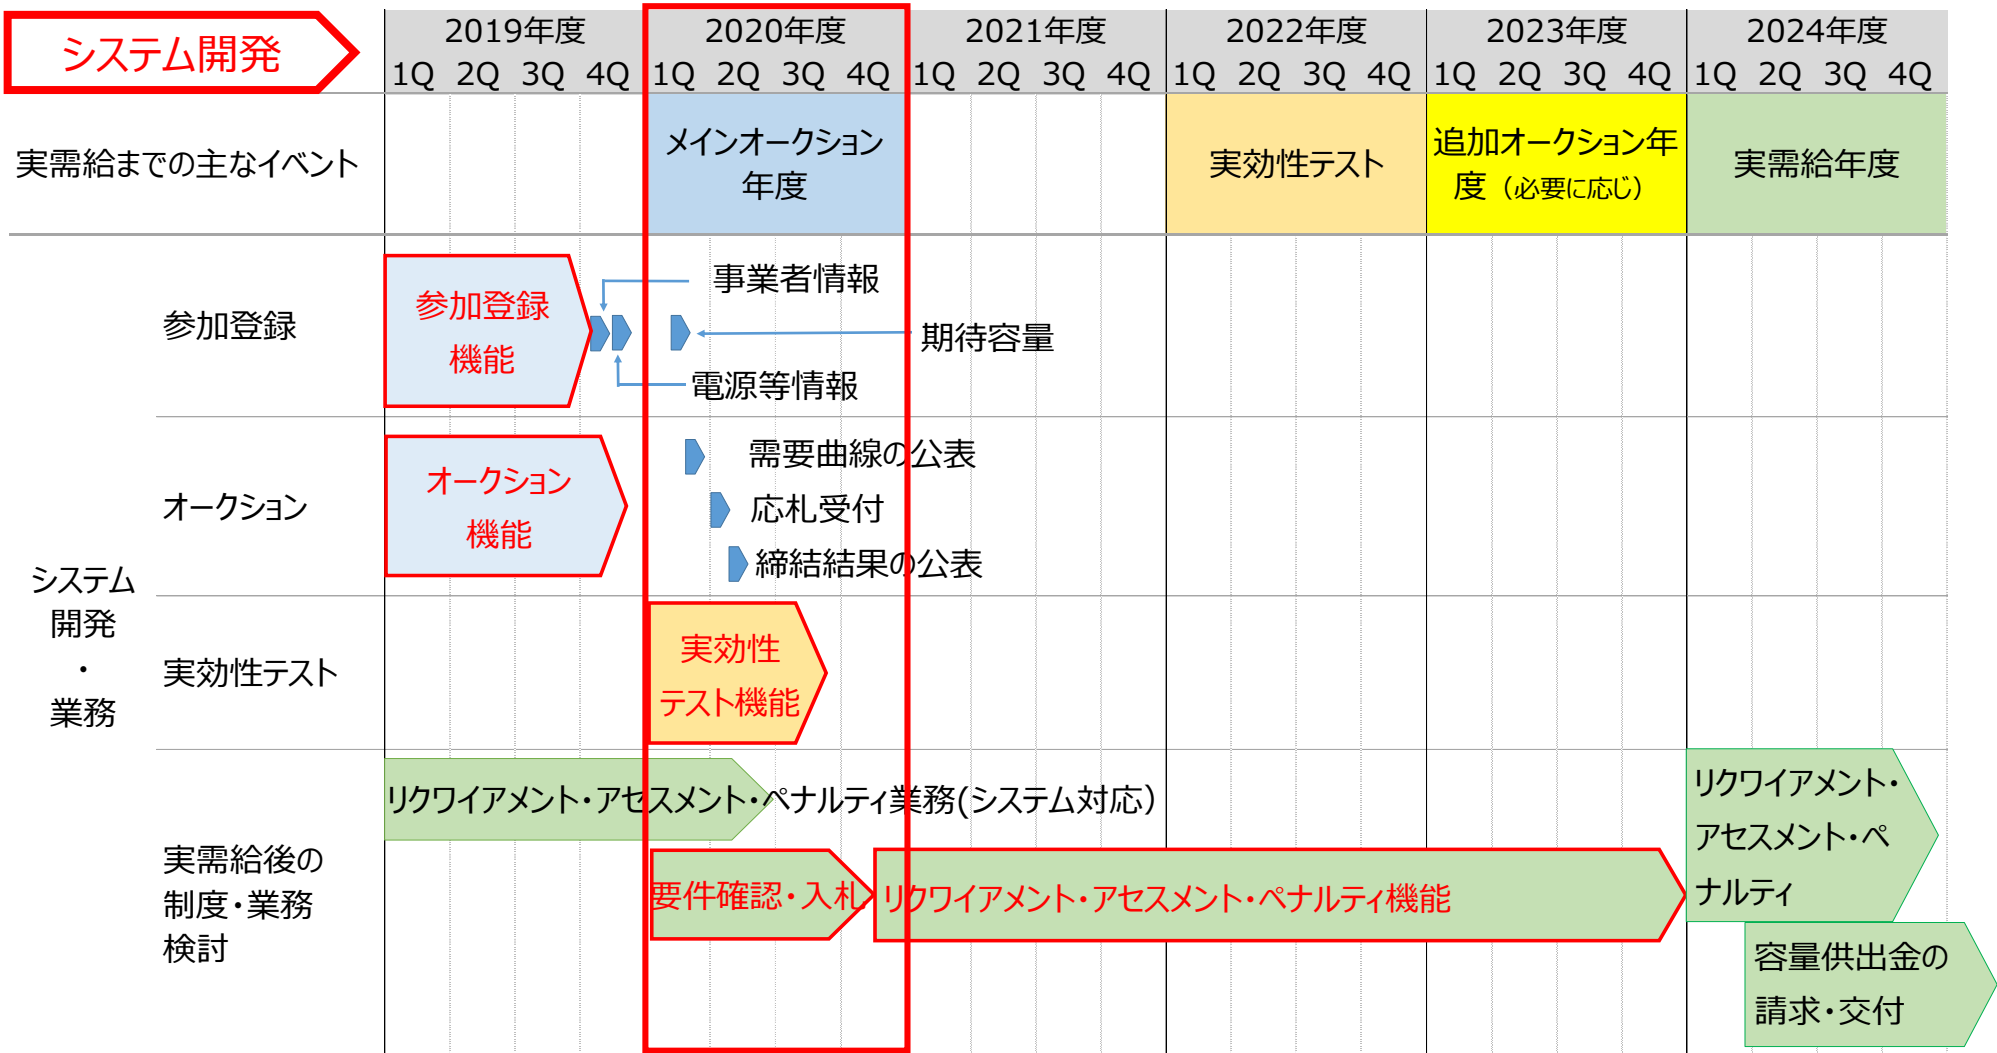 システム開発
2019年度
2020年度
2021年度
2022年度
2023年度
2024年度
1Q 2Q 3Q 4Q
1Q 2Q 3Q 4Q
1Q 2Q 3Q 4Q
1Q 2Q 3Q 4Q
1Q 2Q 3Q 4Q
1Q 2Q 3Q 4Q
実需給までの主なイベント
メインオークション
年度
実効性テスト
追加オークション年
度（必要に応じ）
実需給年度
システム
開発
・
業務
参加登録
参加登録
機能
事業者情報
期待容量
電源等情報
オークション
オークション
機能
需要曲線の公表
応札受付
締結結果の公表
実効性テスト
実効性
テスト機能
実需給後の
制度・業務
検討
リクワイアメント・アセスメント・ペナルティ業務(システム対応）
要件確認・入札
リクワイアメント・アセスメント・ペナルティ機能
リクワイアメント・
アセスメント・ペ
ナルティ
容量供出金の
請求・交付